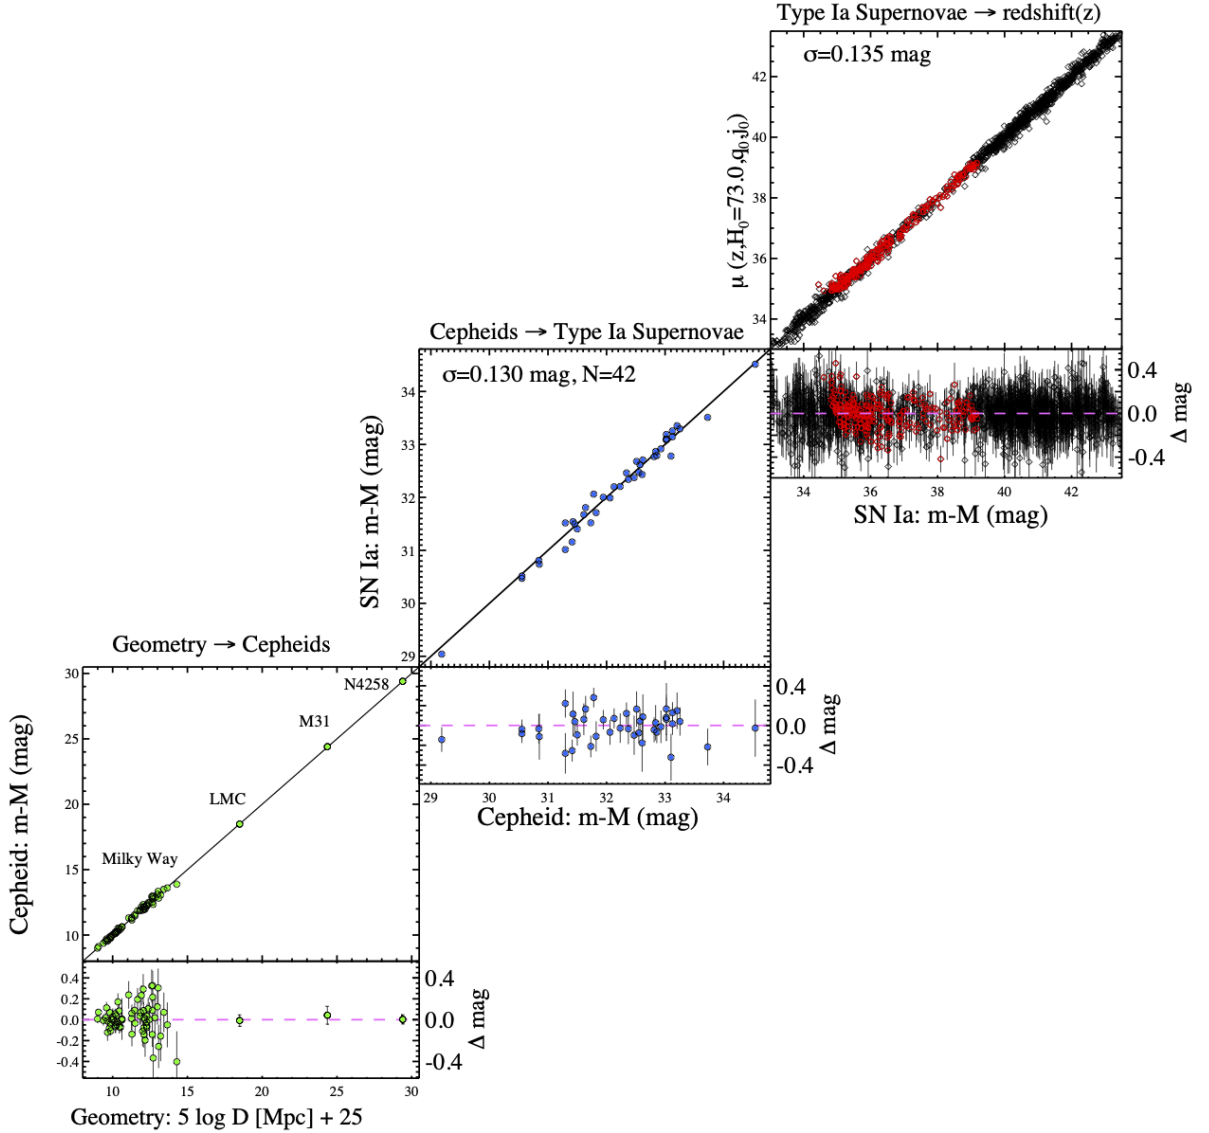 Type Ia Supernovae → redshift(z)
σ=0.135 mag
42
40
38
36
34
μ (z,H₀=73.0,q₀,j₀)
0.4
0.0
-0.4
Δ mag
34 36 38 40 42
SN Ia: m-M (mag)
Cepheids → Type Ia Supernovae
σ=0.130 mag, N=42
34
33
32
31
30
29
SN Ia: m-M (mag)
0.4
0.0
-0.4
Δ mag
29 30 31 32 33 34
Cepheid: m-M (mag)
Geometry → Cepheids
30
25
20
15
10
Cepheid: m-M (mag)
N4258
M31
LMC
Milky Way
0.4
0.2
0.0
-0.2
-0.4
0.4
0.0
-0.4
Δ mag
10 15 20 25 30
Geometry: 5 log D [Mpc] + 25